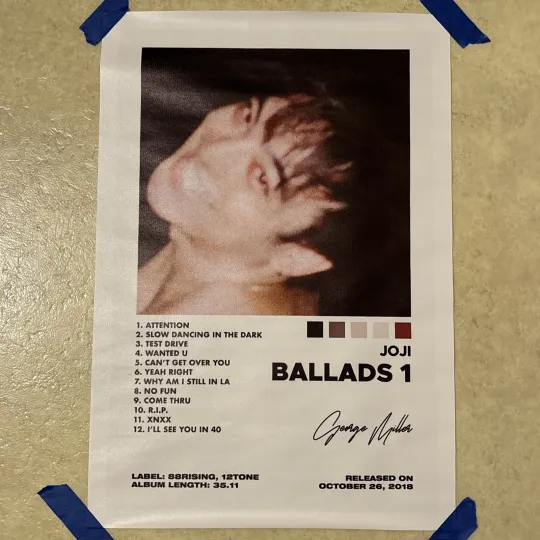 1. ATTENTION
2. SLOW DANCING IN THE DARK
3. TEST DRIVE
4. WANTED U
5. CAN'T GET OVER YOU
6. YEAH RIGHT
7. WHY AM I STILL IN LA
8. NO FUN
9. COME THRU
10. R.I.P.
11. XNXX
12. I'LL SEE YOU IN 40
JOJI
BALLADS 1
George Miller
LABEL: 88RISING, 12TONE
ALBUM LENGTH: 35.11
RELEASED ON
OCTOBER 26, 2018